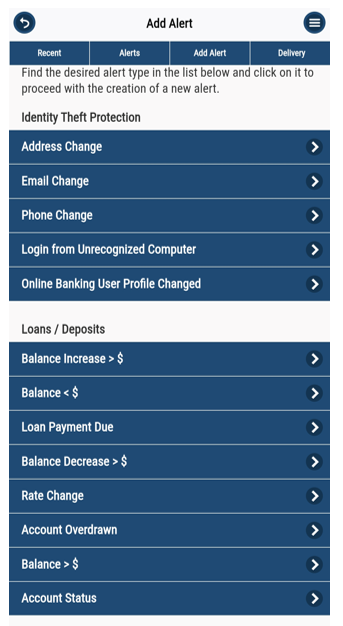 Add Alert
Recent
Alerts
Add Alert
Delivery
Find the desired alert type in the list below and click on it to
proceed with the creation of a new alert.
Identity Theft Protection
Address Change
Email Change
Phone Change
Login from Unrecognized Computer
Online Banking User Profile Changed
Loans / Deposits
Balance Increase > $
Balance < $
Loan Payment Due
Balance Decrease > $
Rate Change
Account Overdrawn
Balance > $
Account Status